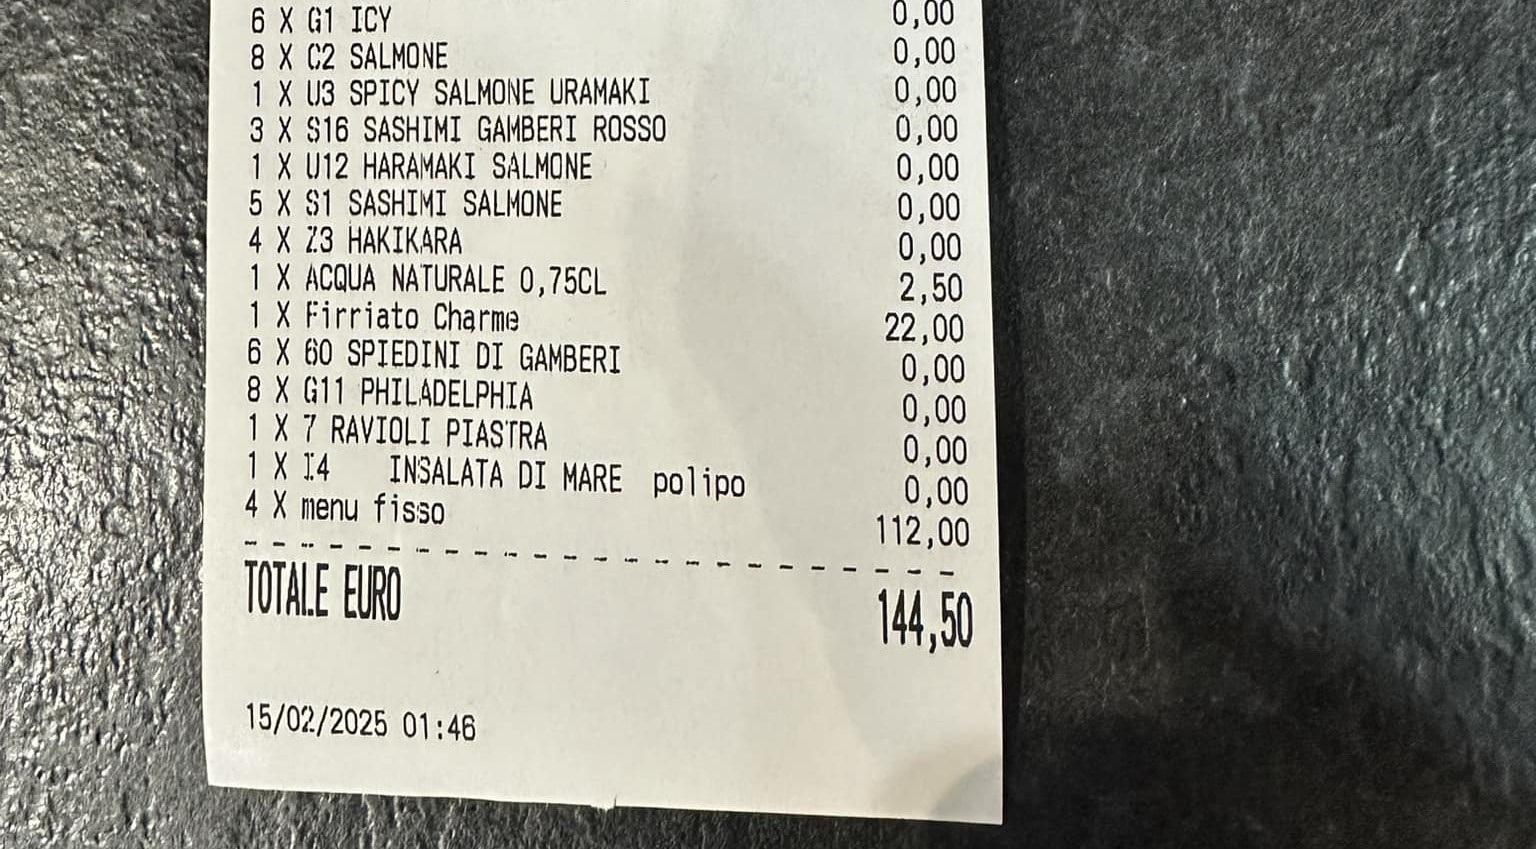 6 X G1 ICY 0,00
8 X C2 SALMONE 0,00
1 X U3 SPICY SALMONE URAMAKI 0,00
3 X S16 SASHIMI GAMBERI ROSSO 0,00
1 X U12 HARAMAKI SALMONE 0,00
5 X S1 SASHIMI SALMONE 0,00
4 X Z3 HAKIKARA 0,00
1 X ACQUA NATURALE 0,75CL 2,50
1 X Firriato Charme 22,00
6 X 60 SPIEDINI DI GAMBERI 0,00
8 X G11 PHILADELPHIA 0,00
1 X 7 RAVIOLI PIASTRA 0,00
1 X I4 INSALATA DI MARE polipo 0,00
4 X menu fisso 112,00
TOTALE EURO 144,50
15/02/2025 01:46